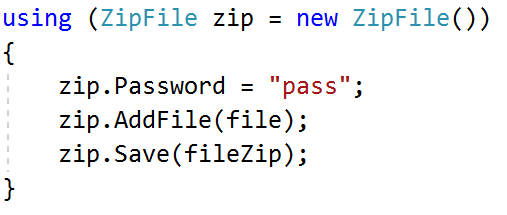 using (ZipFile zip = new ZipFile())
{
    zip.Password = "pass";
    zip.AddFile(file);
    zip.Save(fileZip);
}